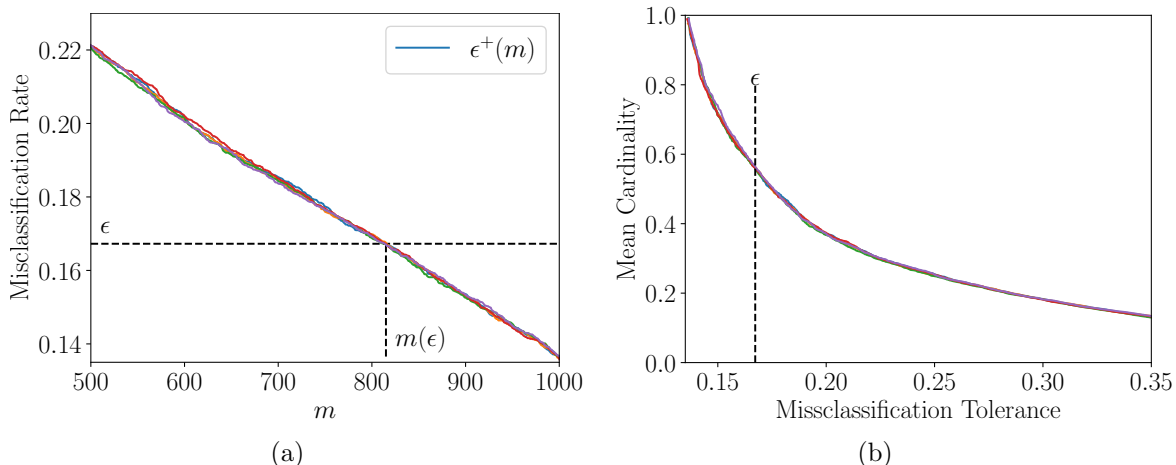 0.22
0.20
0.18
0.16
0.14
Misclassification Rate
ϵ⁺(m)
ϵ
m(ϵ)
500 600 700 800 900 1000
m
(a)
1.0
0.8
0.6
0.4
0.2
0.0
Mean Cardinality
ϵ
0.15 0.20 0.25 0.30 0.35
Missclassification Tolerance
(b)